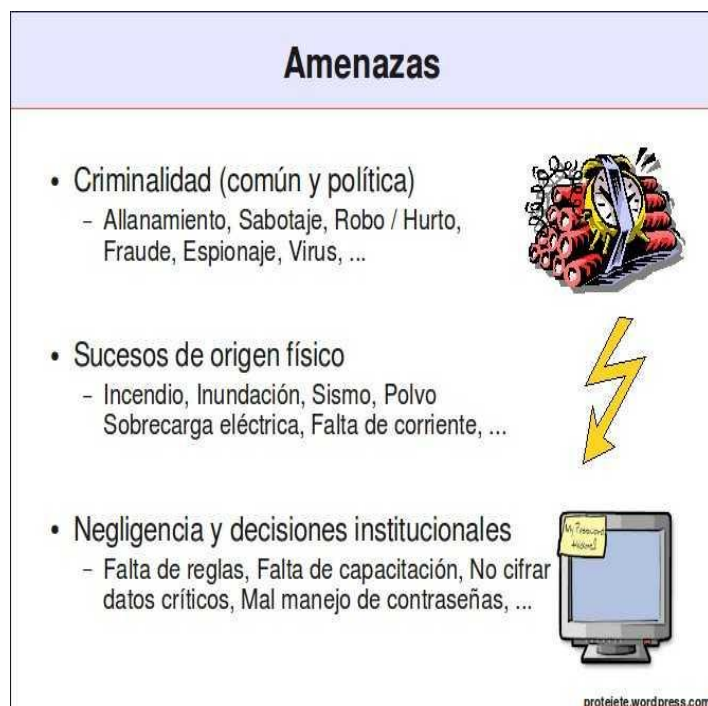 Amenazas
• Criminalidad (común y política)
– Allanamiento, Sabotaje, Robo / Hurto,
Fraude, Espionaje, Virus, ...
• Sucesos de origen físico
– Incendio, Inundación, Sismo, Polvo
Sobrecarga eléctrica, Falta de corriente, ...
• Negligencia y decisiones institucionales
– Falta de reglas, Falta de capacitación, No cifrar
datos críticos, Mal manejo de contraseñas, ...
My Password
protejete.wordpress.com